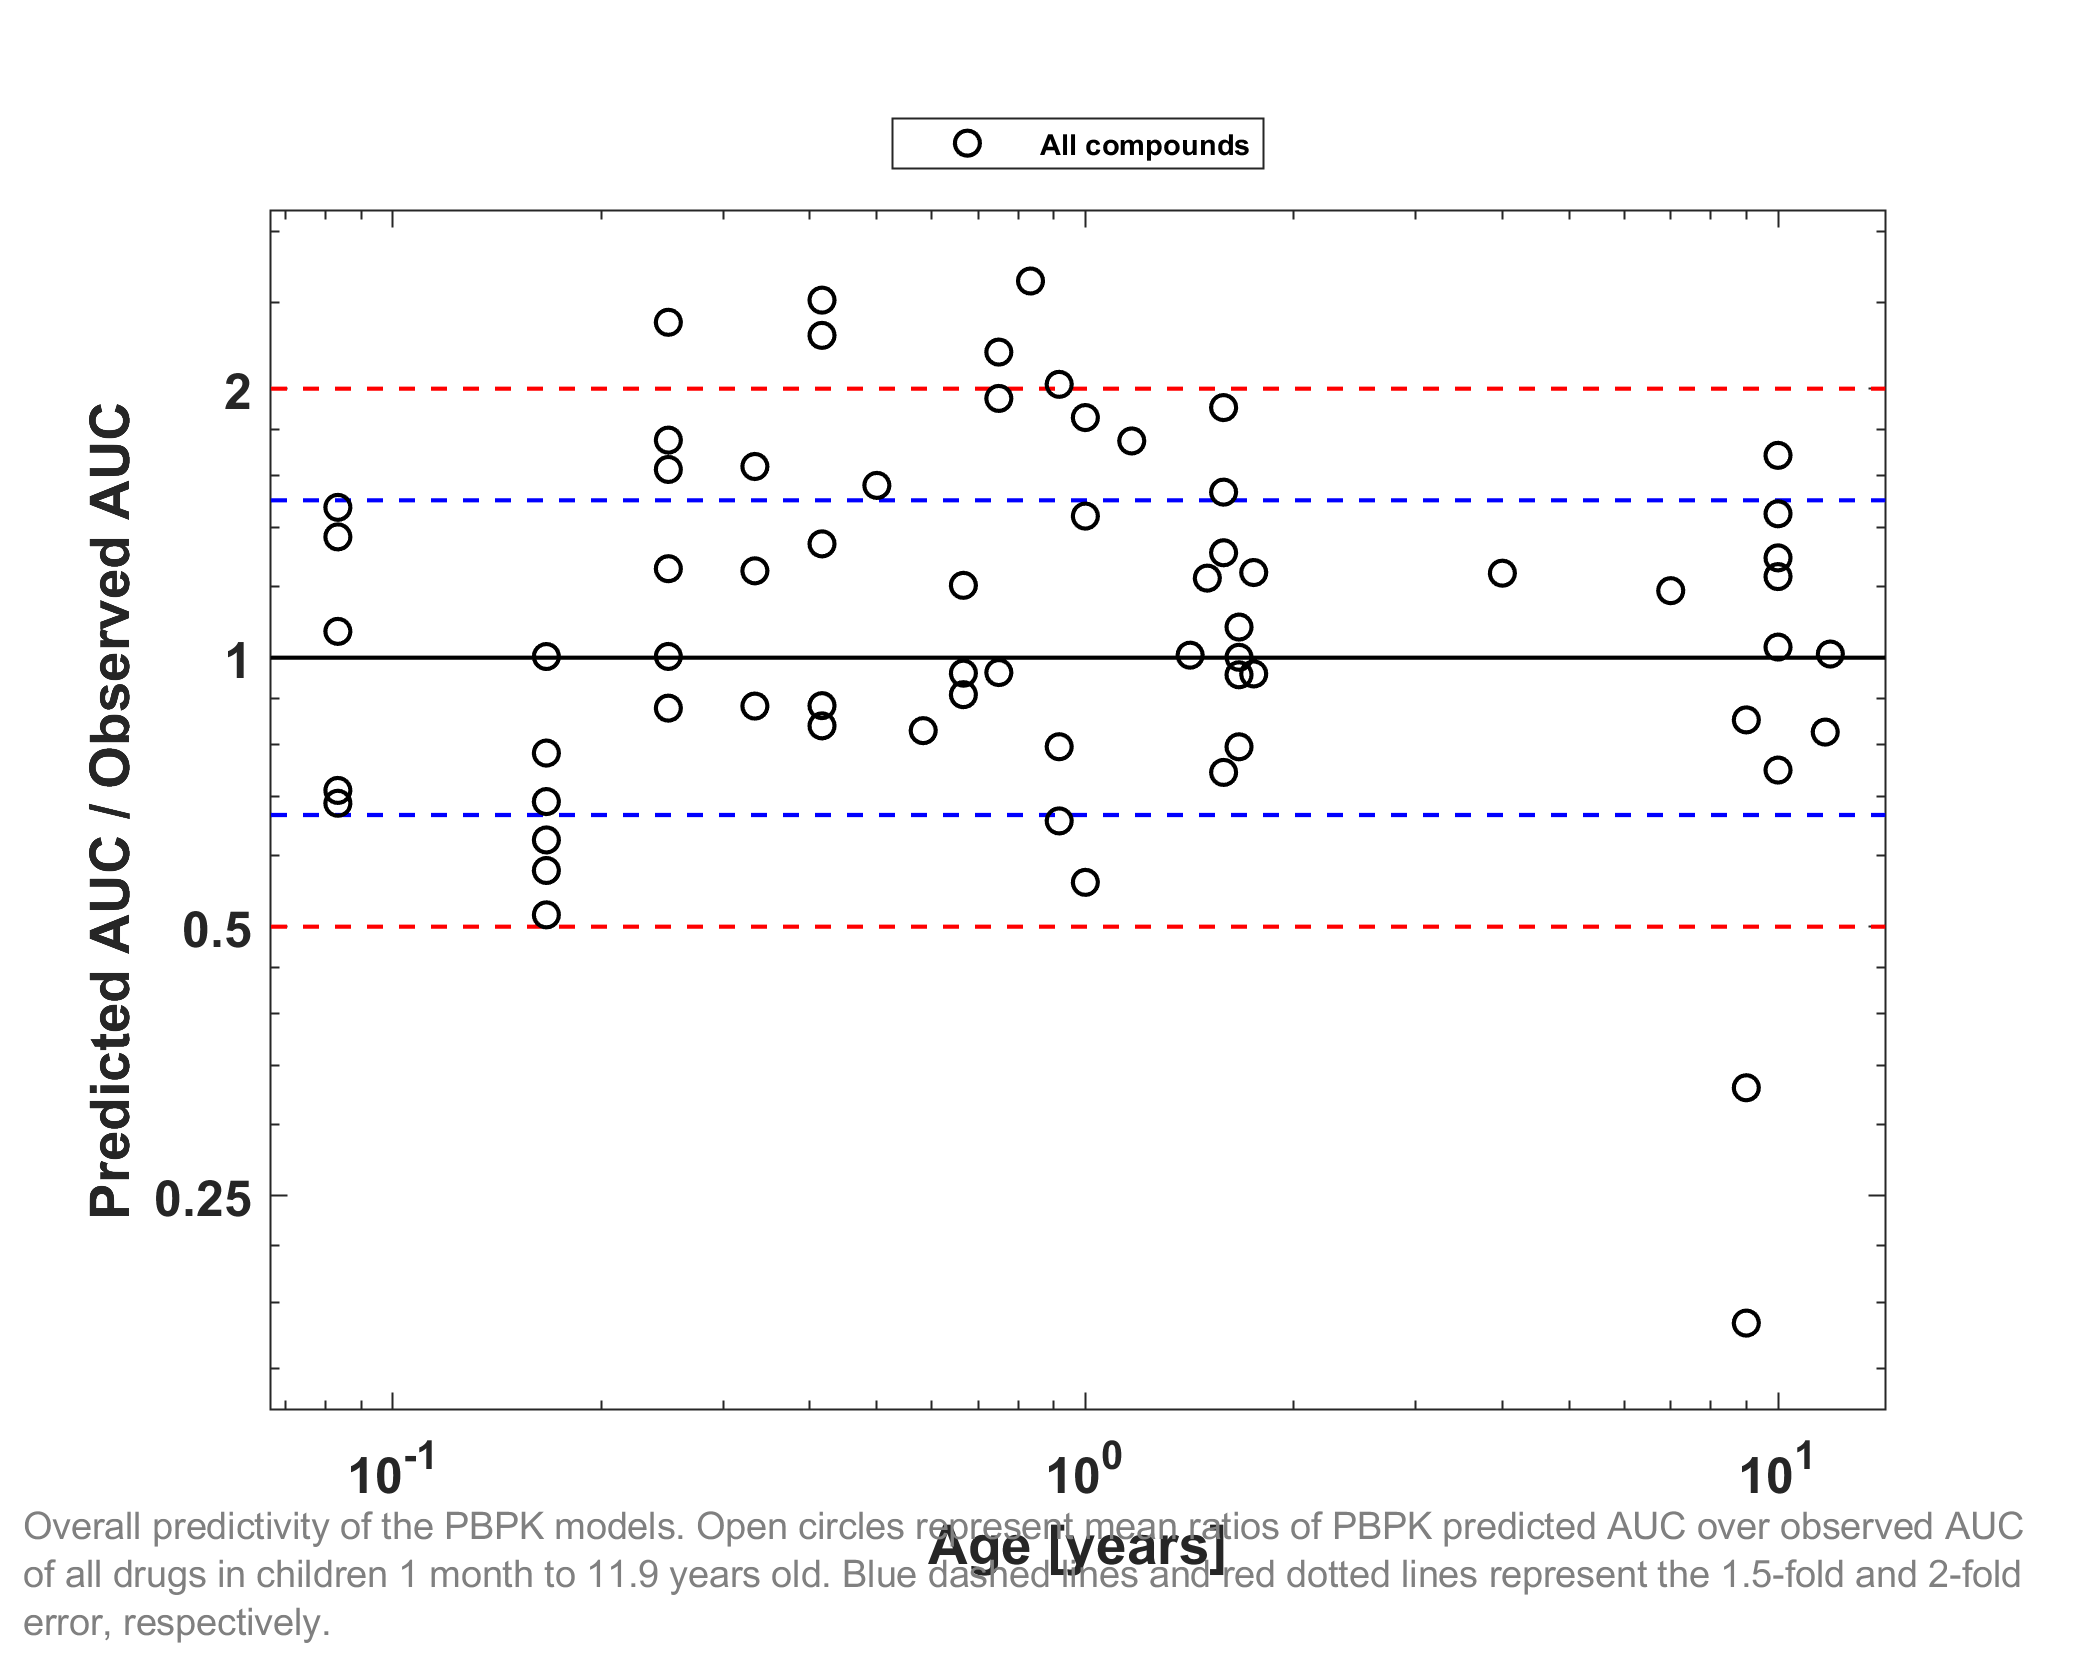 All compounds
Predicted AUC / Observed AUC
2
1
0.5
0.25
10-1
100
101
Age [years]
Overall predictivity of the PBPK models. Open circles represent mean ratios of PBPK predicted AUC over observed AUC
of all drugs in children 1 month to 11.9 years old. Blue dashed lines and red dotted lines represent the 1.5-fold and 2-fold
error, respectively.